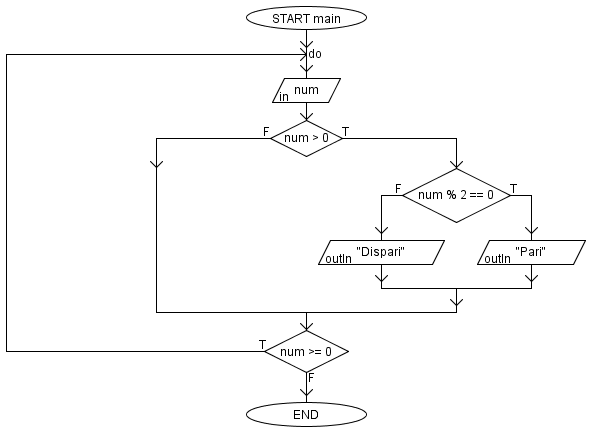 START main
do
in num
F num > 0 T
F num % 2 == 0 T
outln "Dispari"
outln "Pari"
T num >= 0
F
END